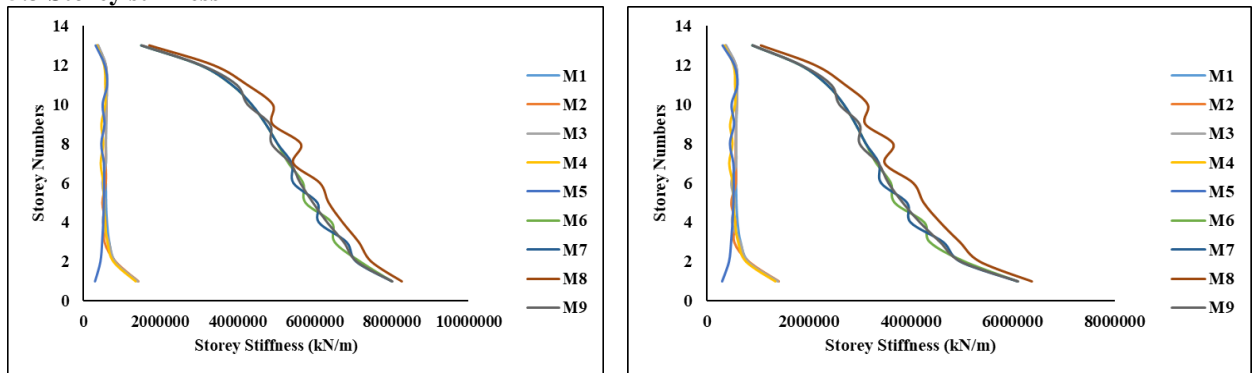 14
12
10
8
6
4
2
0
Storey Numbers
0 2000000 4000000 6000000 8000000 10000000
Storey Stiffness (kN/m)
M1
M2
M3
M4
M5
M6
M7
M8
M9
14
12
10
8
6
4
2
0
Storey Numbers
0 2000000 4000000 6000000 8000000
Storey Stiffness (kN/m)
M1
M2
M3
M4
M5
M6
M7
M8
M9